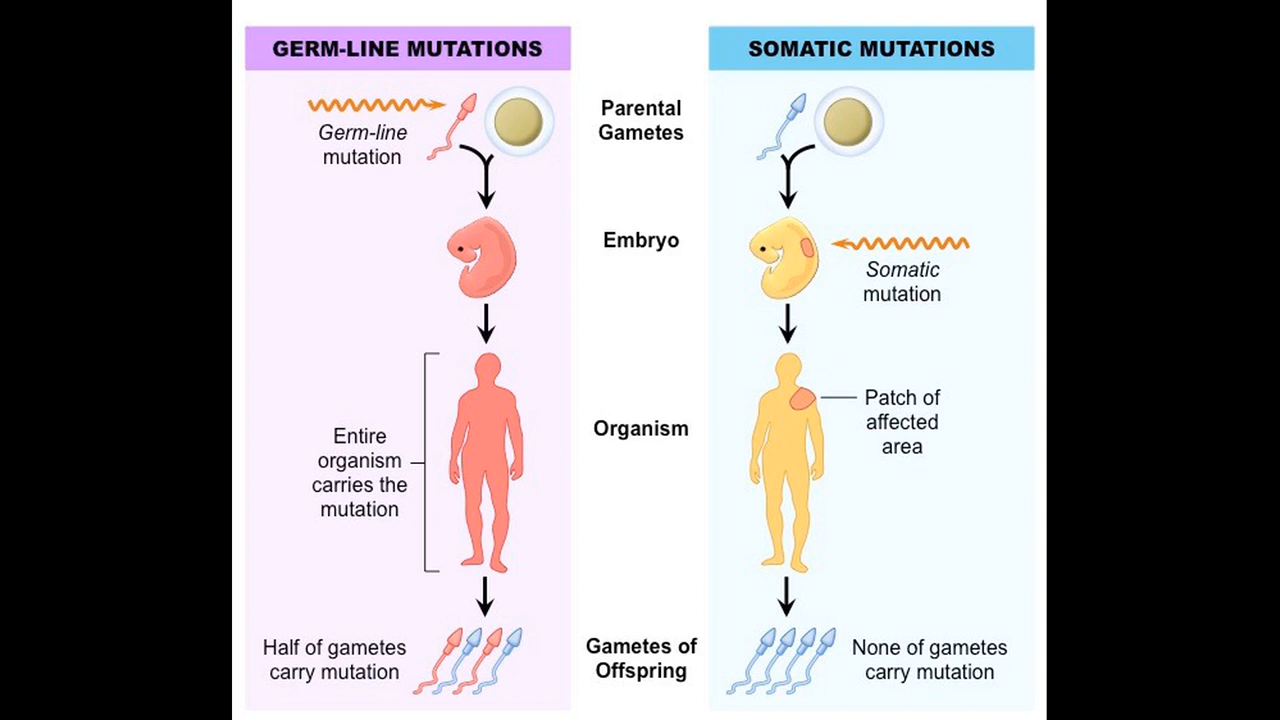 GERM-LINE MUTATIONS
SOMATIC MUTATIONS
Germ-line
mutation
Parental
Gametes
Embryo
Somatic
mutation
Entire
organism
carries the
mutation
Organism
Patch of
affected
area
Half of gametes
carry mutation
Gametes of
Offspring
None of gametes
carry mutation